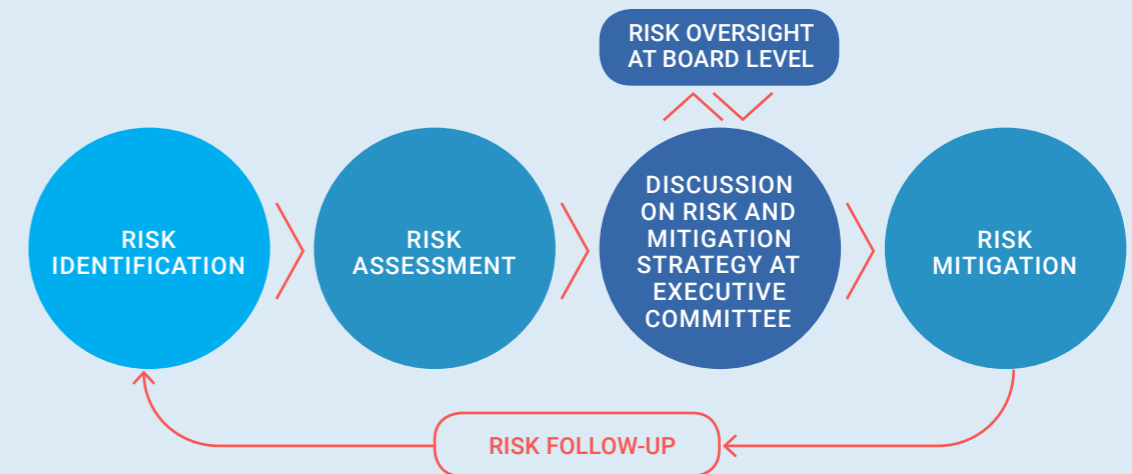 RISK OVERSIGHT
AT BOARD LEVEL
RISK
IDENTIFICATION
RISK
ASSESSMENT
DISCUSSION
ON RISK AND
MITIGATION
STRATEGY AT
EXECUTIVE
COMMITTEE
RISK
MITIGATION
RISK FOLLOW-UP